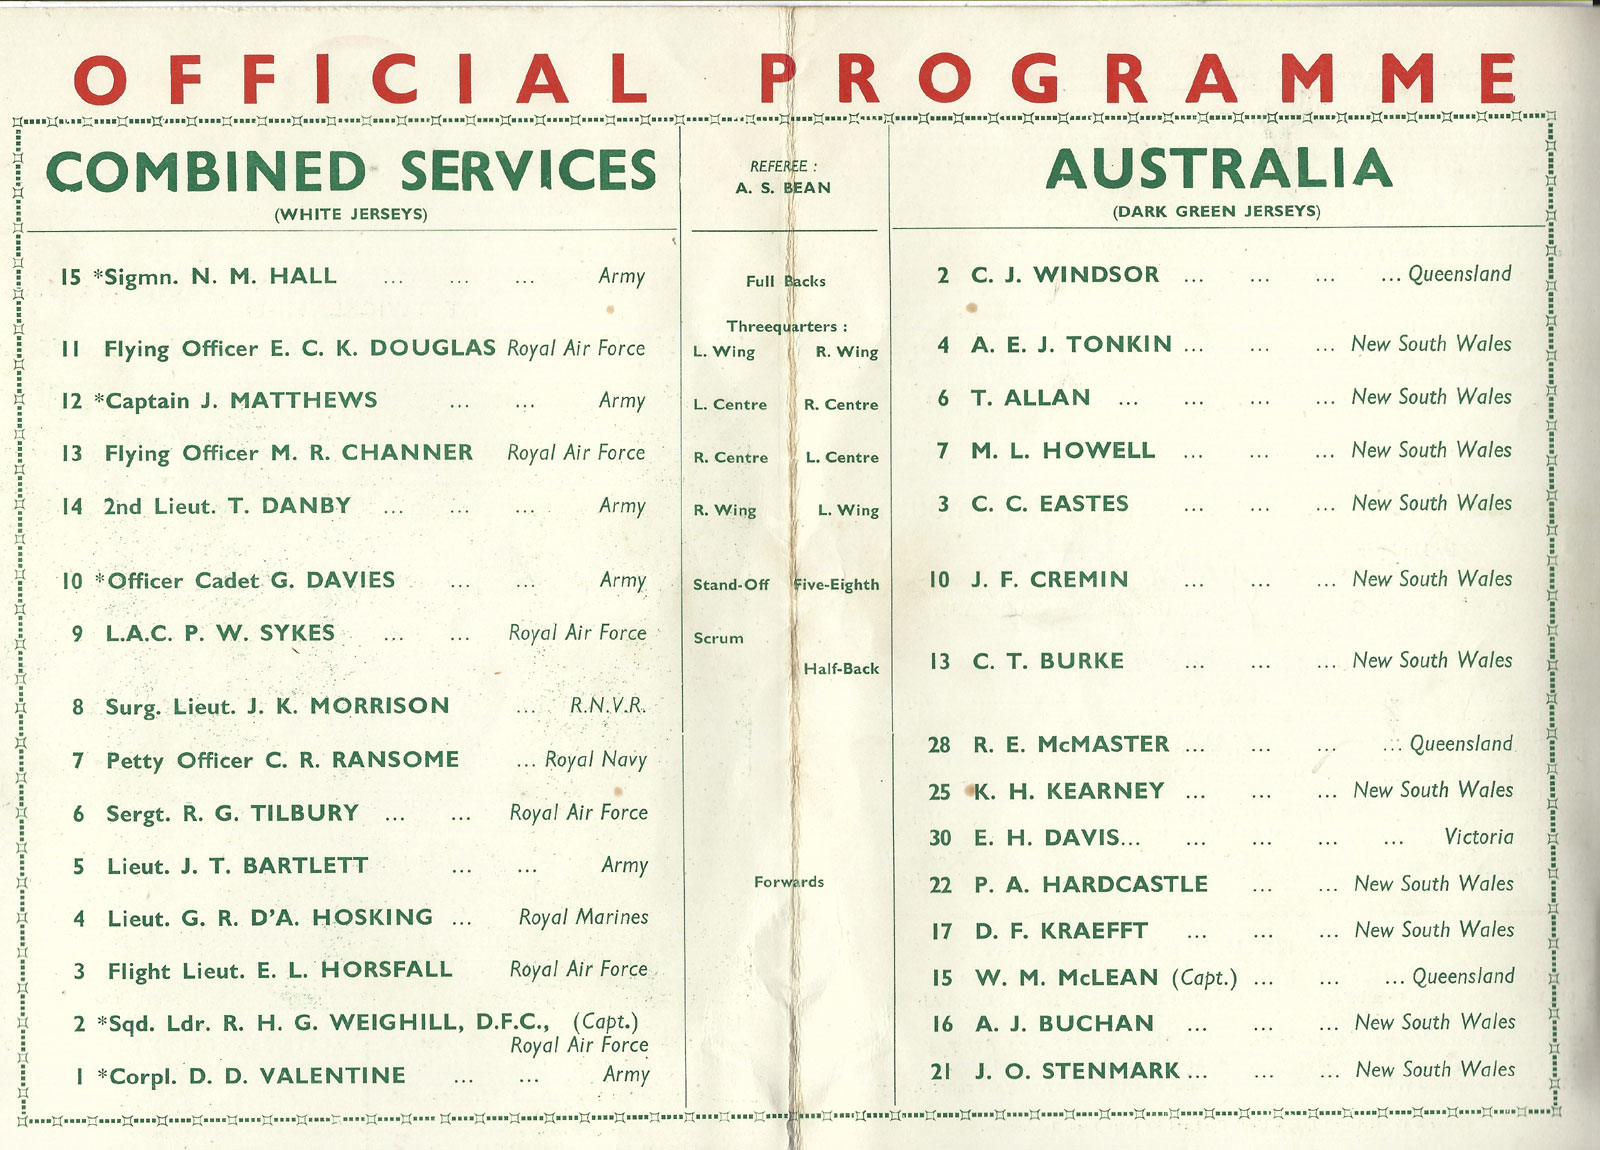 OFFICIAL PROGRAMME
COMBINED SERVICES
(WHITE JERSEYS)
REFEREE :
A. S. BEAN
AUSTRALIA
(DARK GREEN JERSEYS)
15 *Sigmn. N. M. HALL ... ... ... Army
Full Backs
2 C. J. WINDSOR ... ... ... ... Queensland
Threequarters :
11 Flying Officer E. C. K. DOUGLAS Royal Air Force
L. Wing R. Wing
4 A. E. J. TONKIN ... ... ... New South Wales
12 *Captain J. MATTHEWS ... ... Army
L. Centre R. Centre
6 T. ALLAN ... ... ... ... New South Wales
13 Flying Officer M. R. CHANNER Royal Air Force
R. Centre L. Centre
7 M. L. HOWELL ... ... ... New South Wales
14 2nd Lieut. T. DANBY ... ... ... Army
R. Wing L. Wing
3 C. C. EASTES ... ... ... New South Wales
10 *Officer Cadet G. DAVIES ... ... Army
Stand-Off Five-Eighth
10 J. F. CREMIN ... ... ... New South Wales
9 L.A.C. P. W. SYKES ... ... Royal Air Force
Scrum
Half-Back
13 C. T. BURKE ... ... ... New South Wales
8 Surg. Lieut. J. K. MORRISON ... R.N.V.R.
7 Petty Officer C. R. RANSOME ... Royal Navy
6 Sergt. R. G. TILBURY ... ... Royal Air Force
5 Lieut. J. T. BARTLETT ... ... Army
4 Lieut. G. R. D'A. HOSKING ... Royal Marines
3 Flight Lieut. E. L. HORSFALL Royal Air Force
2 *Sqd. Ldr. R. H. G. WEIGHILL, D.F.C., (Capt.)
Royal Air Force
1 *Corpl. D. D. VALENTINE ... ... Army
Forwards
28 R. E. McMASTER ... ... ... ... Queensland
25 K. H. KEARNEY ... ... ... New South Wales
30 E. H. DAVIS... ... ... ... ... Victoria
22 P. A. HARDCASTLE ... ... New South Wales
17 D. F. KRAEFFT ... ... ... New South Wales
15 W. M. McLEAN (Capt.) ... ... ... Queensland
16 A. J. BUCHAN ... ... ... New South Wales
21 J. O. STENMARK ... ... ... New South Wales